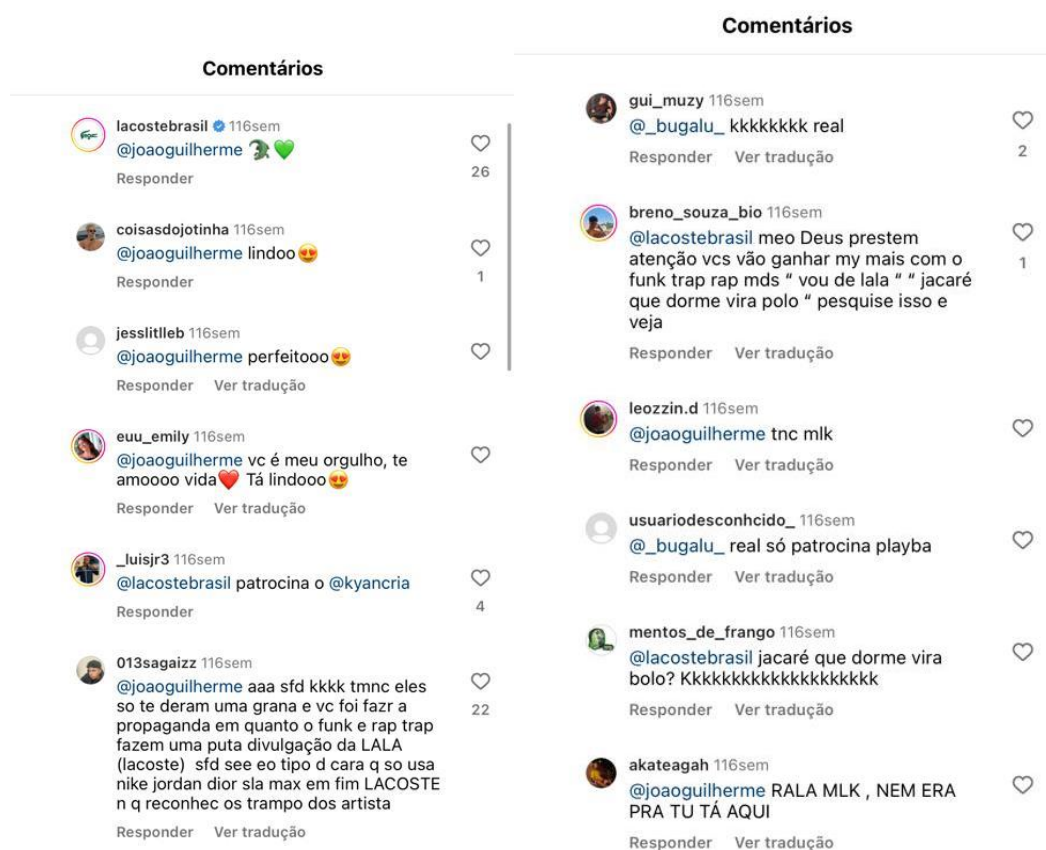 Comentários
lacostebrasil 116sem
@joaoguilherme 🐊💚
Responder
26
coisasdojotinha 116sem
@joaoguilherme lindoo😍
Responder
1
jesslitlleb 116sem
@joaoguilherme perfeitooo😍
Responder Ver tradução
euu_emily 116sem
@joaoguilherme vc é meu orgulho, te
amoooo vida❤️ Tá lindooo😍
Responder Ver tradução
_luisjr3 116sem
@lacostebrasil patrocina o @kyancria
Responder
4
013sagaizz 116sem
@joaoguilherme aaa sfd kkkk tmnc eles
so te deram uma grana e vc foi fazr a
propaganda em quanto o funk e rap trap
fazem uma puta divulgação da LALA
(lacoste) sfd see eo tipo d cara q so usa
nike jordan dior sla max em fim LACOSTE
n q reconhec os trampo dos artista
Responder Ver tradução
22
Comentários
gui_muzy 116sem
@_bugalu_ kkkkkkkk real
Responder Ver tradução
2
breno_souza_bio 116sem
@lacostebrasil meo Deus prestem
atenção vcs vão ganhar my mais com o
funk trap rap mds “ vou de lala “ “ jacaré
que dorme vira polo “ pesquise isso e
veja
Responder Ver tradução
1
leozzin.d 116sem
@joaoguilherme tnc mlk
Responder Ver tradução
usuariodesconhcido_ 116sem
@_bugalu_ real só patrocina playba
Responder Ver tradução
mentos_de_frango 116sem
@lacostebrasil jacaré que dorme vira
bolo? Kkkkkkkkkkkkkkkkkkkk
Responder Ver tradução
akateagah 116sem
@joaoguilherme RALA MLK , NEM ERA
PRA TU TÁ AQUI
Responder Ver tradução